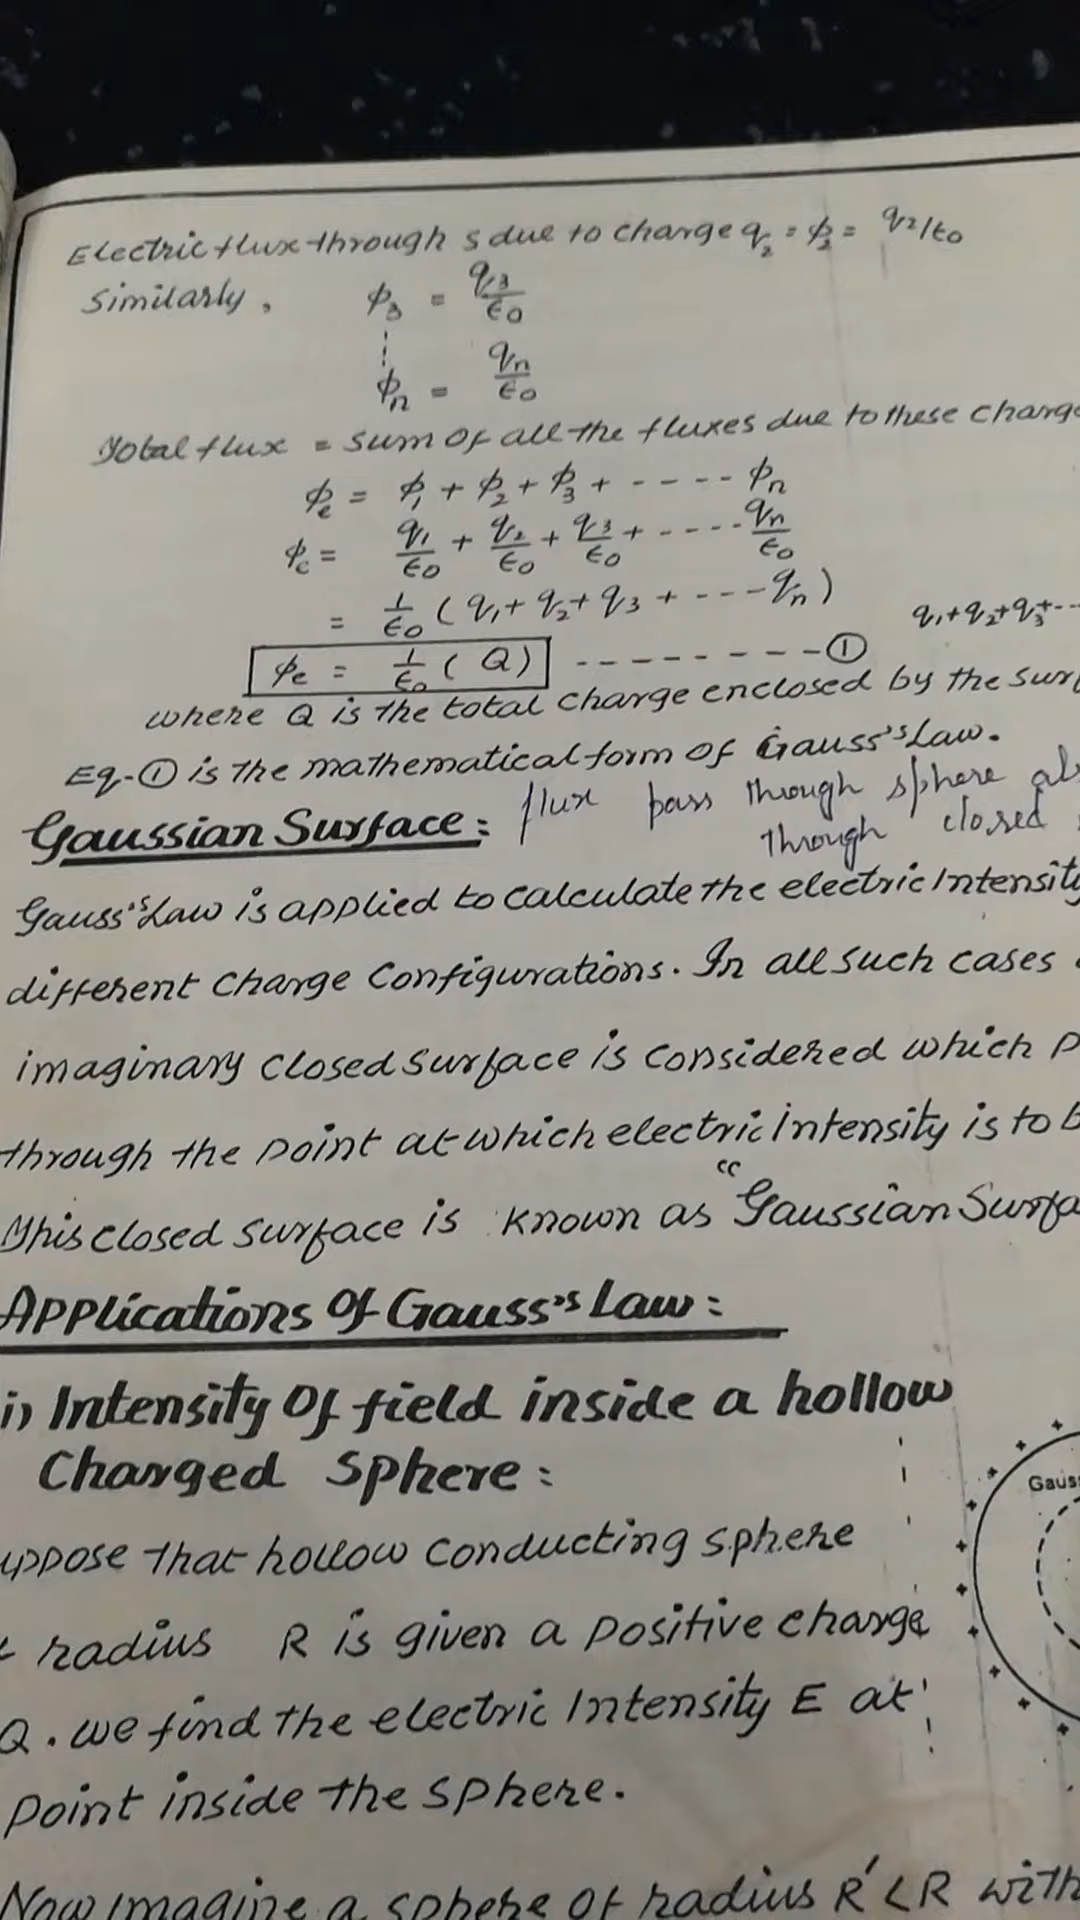 Electric flux through s due to charge q₂ = ϕ₂ = q₂/ϵ₀
Similarly, ϕ₃ = q₃/ϵ₀
⋮
ϕₙ = qₙ/ϵ₀
Total flux = sum of all the fluxes due to these charg
ϕₑ = ϕ₁ + ϕ₂ + ϕ₃ + ---- ϕₙ
ϕₑ = q₁/ϵ₀ + q₂/ϵ₀ + q₃/ϵ₀ + ---- qₙ/ϵ₀
= 1/ϵ₀ (q₁ + q₂ + q₃ + --- qₙ)
q₁+q₂+q₃+--
ϕₑ = 1/ϵ₀ (Q) --------①
where Q is the total charge enclosed by the sur
Eq-① is the mathematical form of Gauss's Law.
Gaussian Surface:
flux pass through sphere al
through closed
Gauss's Law is applied to calculate the electric Intensit
different Charge Configurations. In all such cases
imaginary closed surface is considered which p
through the point at which electric intensity is to b
This closed surface is known as "Gaussian Surfa
Applications Of Gauss's Law:
i) Intensity Of field inside a hollow
Charged Sphere:
Gaus
uppose that hollow conducting sphere
radius R is given a positive charge
Q. we find the electric Intensity E at
point inside the sphere.
Now imagine a sphere of radius R′<R with